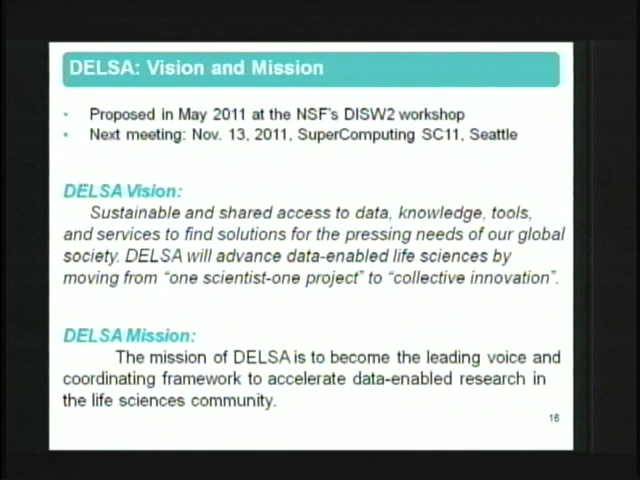 DELSA: Vision and Mission
• Proposed in May 2011 at the NSF's DISW2 workshop
• Next meeting: Nov. 13, 2011, SuperComputing SC11, Seattle
DELSA Vision:
Sustainable and shared access to data, knowledge, tools,
and services to find solutions for the pressing needs of our global
society. DELSA will advance data-enabled life sciences by
moving from “one scientist-one project” to “collective innovation”.
DELSA Mission:
The mission of DELSA is to become the leading voice and
coordinating framework to accelerate data-enabled research in
the life sciences community.
16